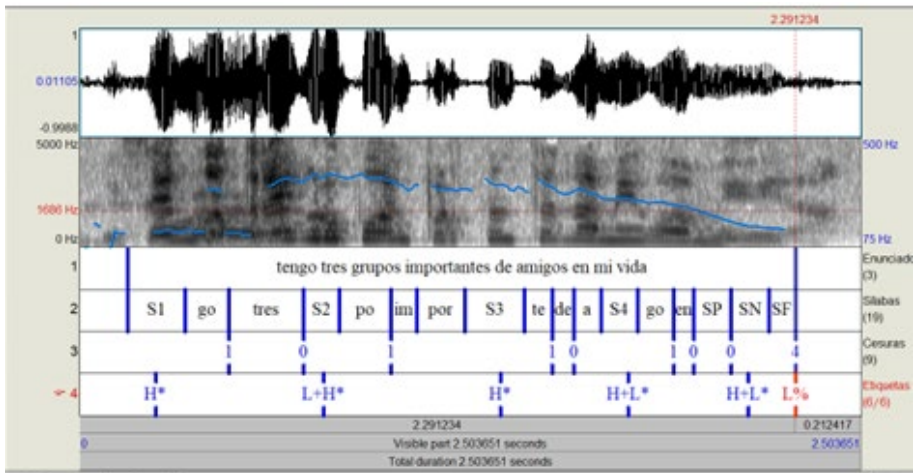 2.291234
1
0.01105
-0.9988
5000 Hz 500 Hz
1686 Hz
0 Hz 75 Hz
1 tengo tres grupos importantes de amigos en mi vida Enunciado (3)
2 S1 go tres S2 po im por S3 te de a S4 go en SP SN SF Sílabas (19)
3 1 0 1 1 0 1 0 0 4 Cesuras (9)
4 H* L+H* H* H+L* H+L* L% Etiquetas (6/6)
2.291234 0.212417
0 Visible part 2.503651 seconds 2.503651
Total duration 2.503651 seconds